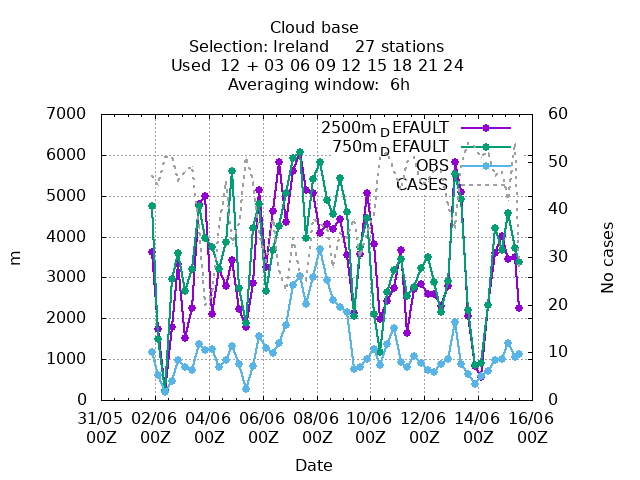 Cloud base
Selection: Ireland     27 stations
Used  12 + 03 06 09 12 15 18 21 24
Averaging window:  6h
7000
6000
5000
4000
3000
2000
1000
0
m
60
50
40
30
20
10
0
No cases
2500m_DEFAULT
750m_DEFAULT
OBS
CASES
31/05 02/06 04/06 06/06 08/06 10/06 12/06 14/06 16/06
00Z 00Z 00Z 00Z 00Z 00Z 00Z 00Z 00Z
Date